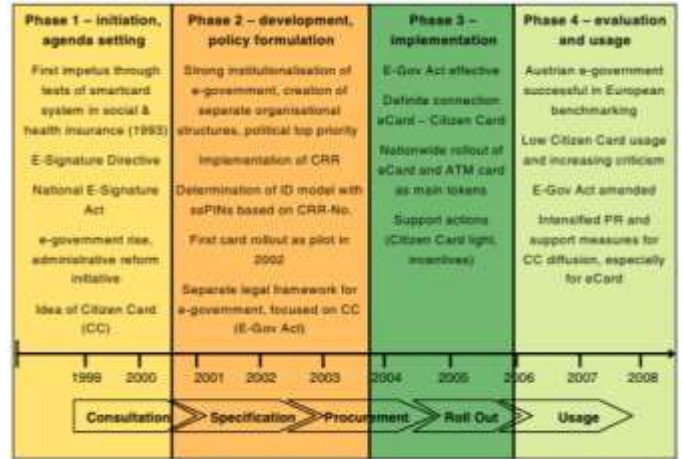 Phase 1 – initiation,
agenda setting
First impetus through
tests of smartcard
system in social &
health insurance (1993)
E-Signature Directive
National E-Signature
Act
e-government rise,
administrative reform
initiative
Idea of Citizen Card
(CC)
Phase 2 – development,
policy formulation
Strong institutionalisation of
e-government, creation of
separate organisational
structures, political top priority
Implementation of CRR
Determination of ID model with
ssPINs based on CRR-No.
First card rollout as pilot in
2002
Separate legal framework for
e-government, focused on CC
(E-Gov Act)
Phase 3 –
implementation
E-Gov Act effective
Definite connection
eCard – Citizen Card
Nationwide rollout of
eCard and ATM card
as main tokens
Support actions
(Citizen Card light,
incentives)
Phase 4 – evaluation
and usage
Austrian e-government
successful in European
benchmarking
Low Citizen Card usage
and increasing criticism
E-Gov Act amended
Intensified PR and
support measures for
CC diffusion, especially
for eCard
1999 2000 2001 2002 2003 2004 2005 2006 2007 2008
Consultation Specification Procurement Roll Out Usage